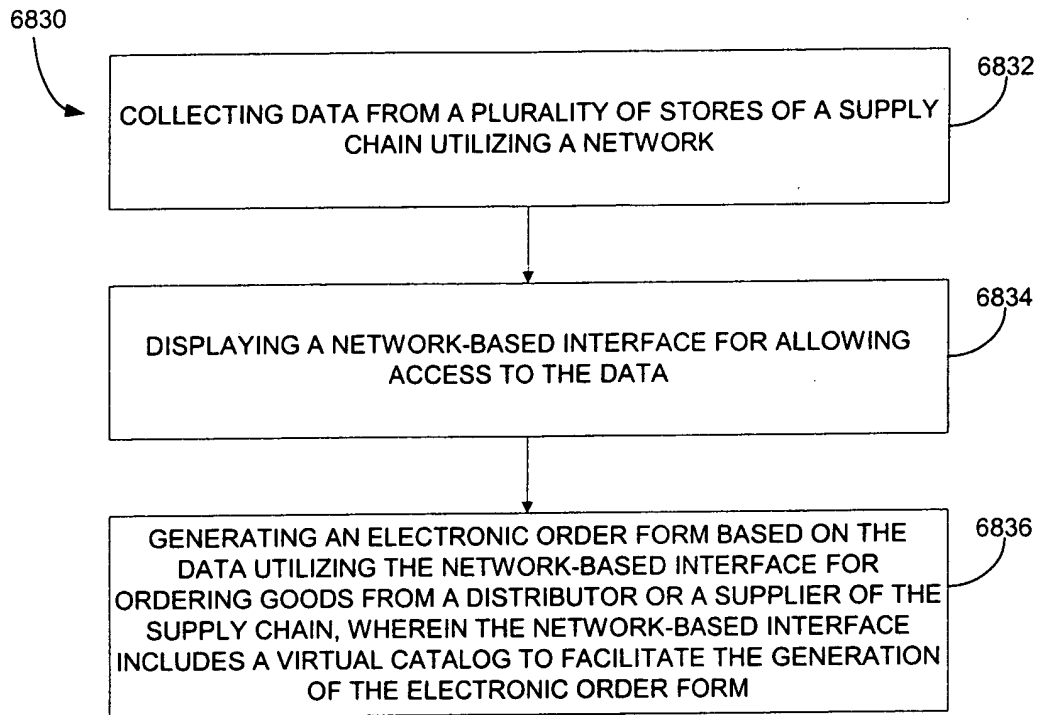 6830
6832
COLLECTING DATA FROM A PLURALITY OF STORES OF A SUPPLY
CHAIN UTILIZING A NETWORK
6834
DISPLAYING A NETWORK-BASED INTERFACE FOR ALLOWING
ACCESS TO THE DATA
6836
GENERATING AN ELECTRONIC ORDER FORM BASED ON THE
DATA UTILIZING THE NETWORK-BASED INTERFACE FOR
ORDERING GOODS FROM A DISTRIBUTOR OR A SUPPLIER OF THE
SUPPLY CHAIN, WHEREIN THE NETWORK-BASED INTERFACE
INCLUDES A VIRTUAL CATALOG TO FACILITATE THE GENERATION
OF THE ELECTRONIC ORDER FORM